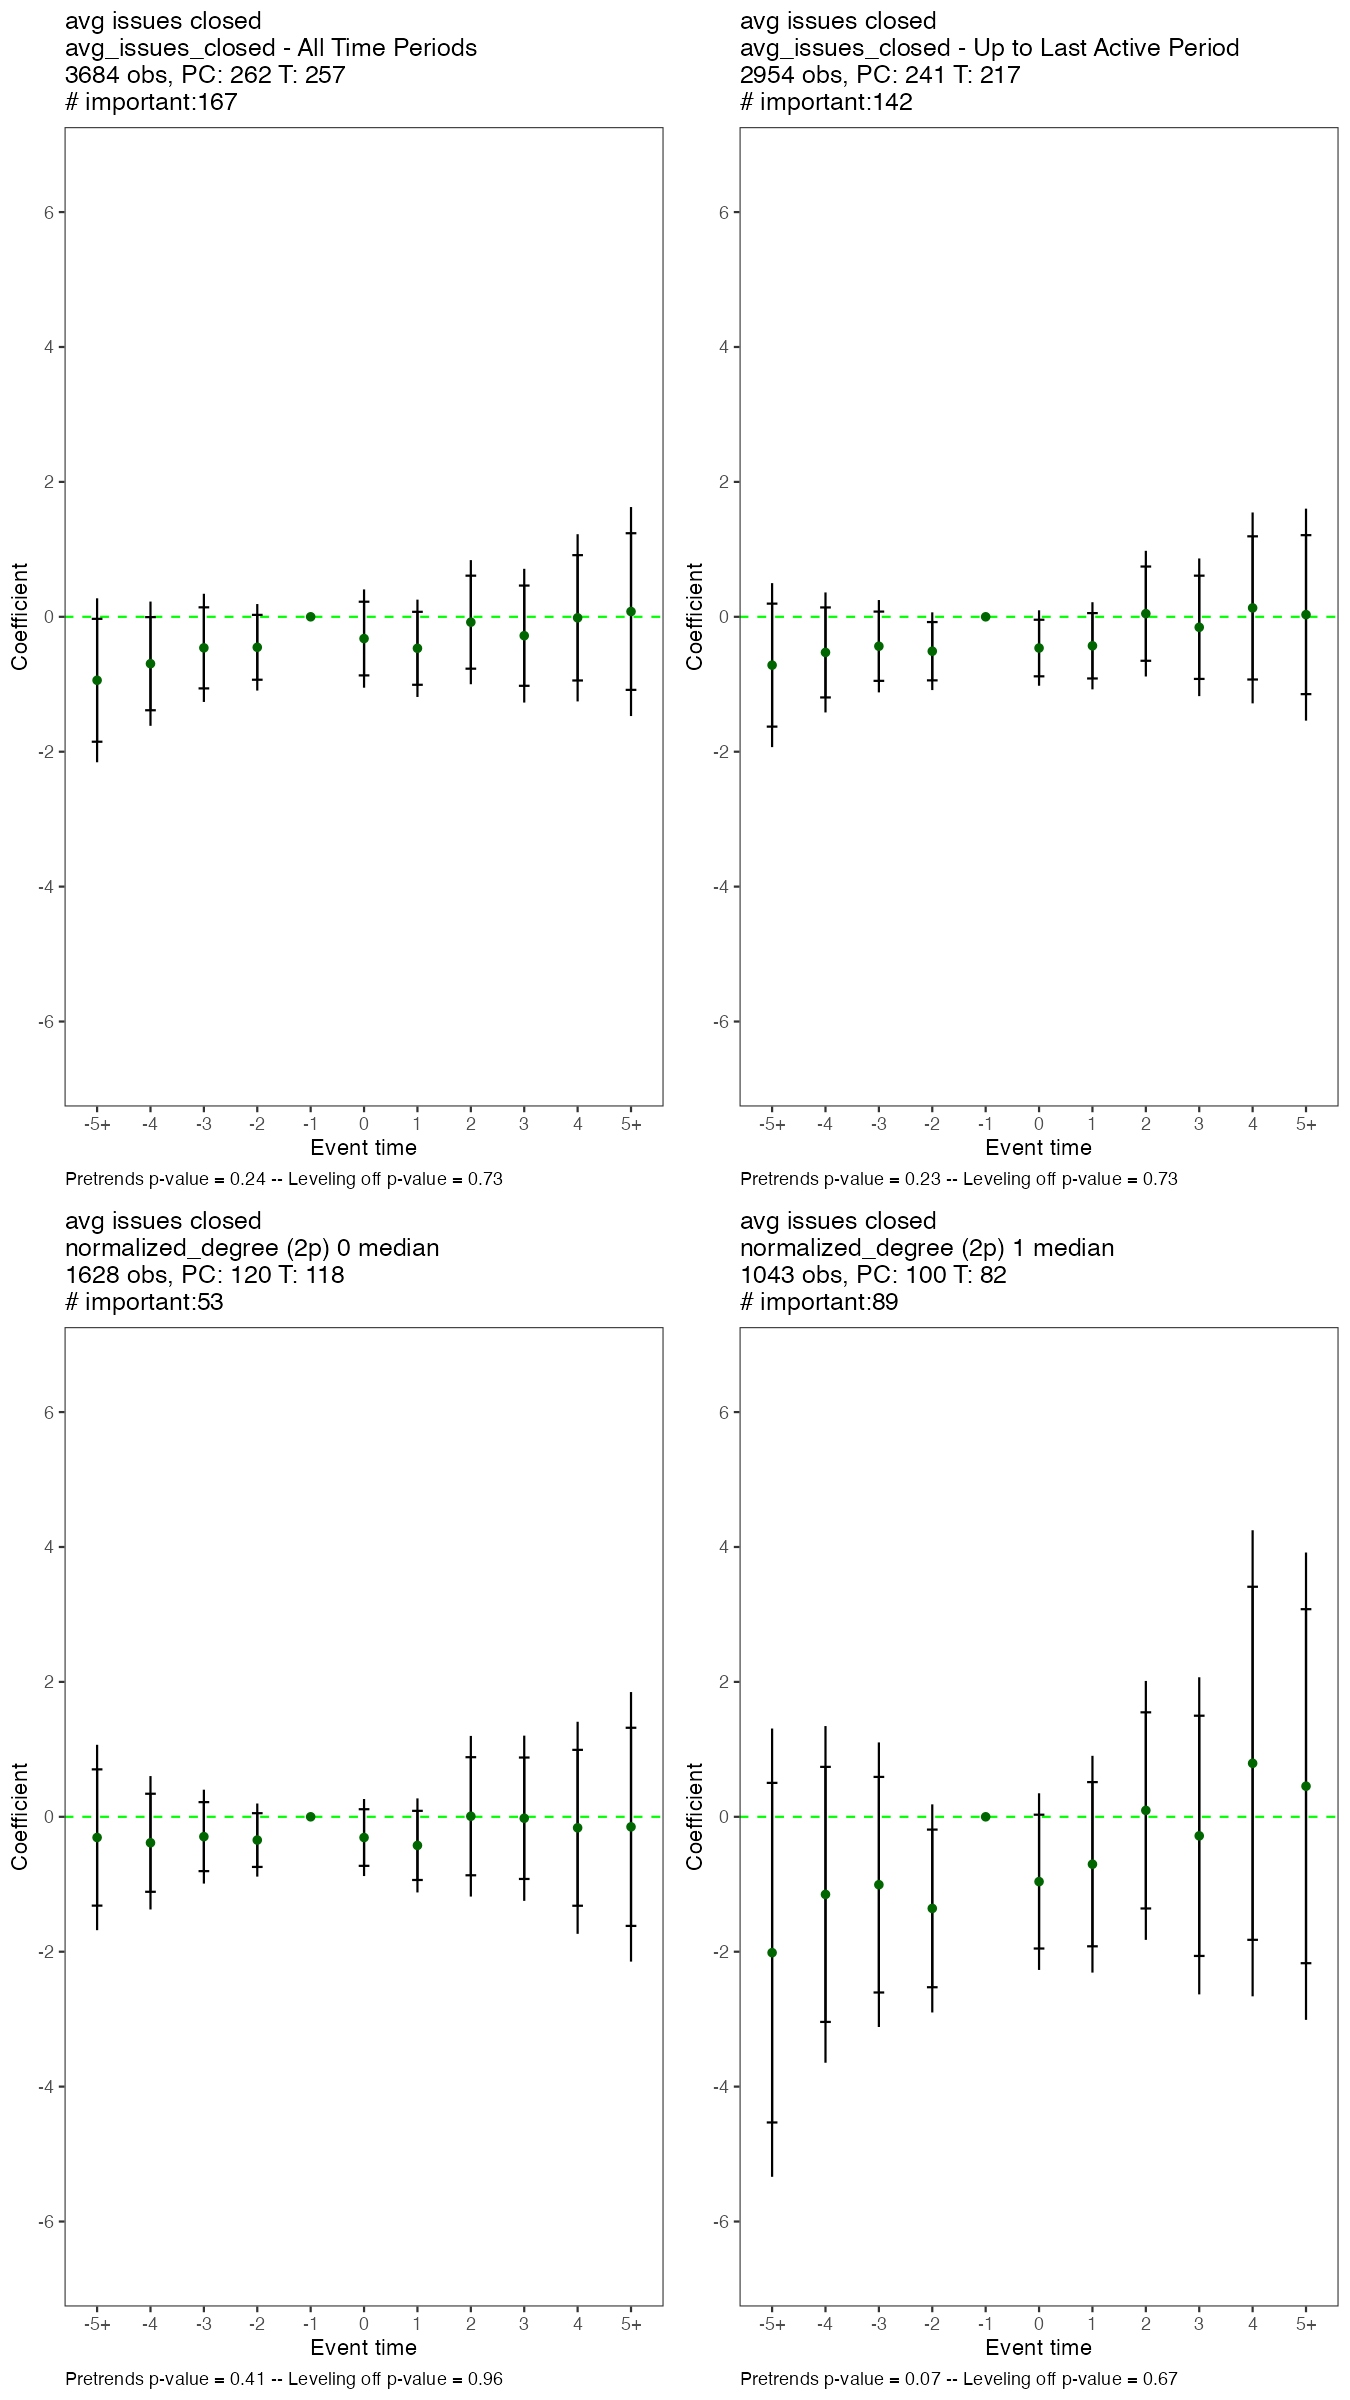 avg issues closed
avg_issues_closed - All Time Periods
3684 obs, PC: 262 T: 257
# important:167
6
4
2
0
-2
-4
-6
Coefficient
-5+ -4 -3 -2 -1 0 1 2 3 4 5+
Event time
Pretrends p-value = 0.24 -- Leveling off p-value = 0.73
avg issues closed
avg_issues_closed - Up to Last Active Period
2954 obs, PC: 241 T: 217
# important:142
6
4
2
0
-2
-4
-6
Coefficient
-5+ -4 -3 -2 -1 0 1 2 3 4 5+
Event time
Pretrends p-value = 0.23 -- Leveling off p-value = 0.73
avg issues closed
normalized_degree (2p) 0 median
1628 obs, PC: 120 T: 118
# important:53
6
4
2
0
-2
-4
-6
Coefficient
-5+ -4 -3 -2 -1 0 1 2 3 4 5+
Event time
Pretrends p-value = 0.41 -- Leveling off p-value = 0.96
avg issues closed
normalized_degree (2p) 1 median
1043 obs, PC: 100 T: 82
# important:89
6
4
2
0
-2
-4
-6
Coefficient
-5+ -4 -3 -2 -1 0 1 2 3 4 5+
Event time
Pretrends p-value = 0.07 -- Leveling off p-value = 0.67